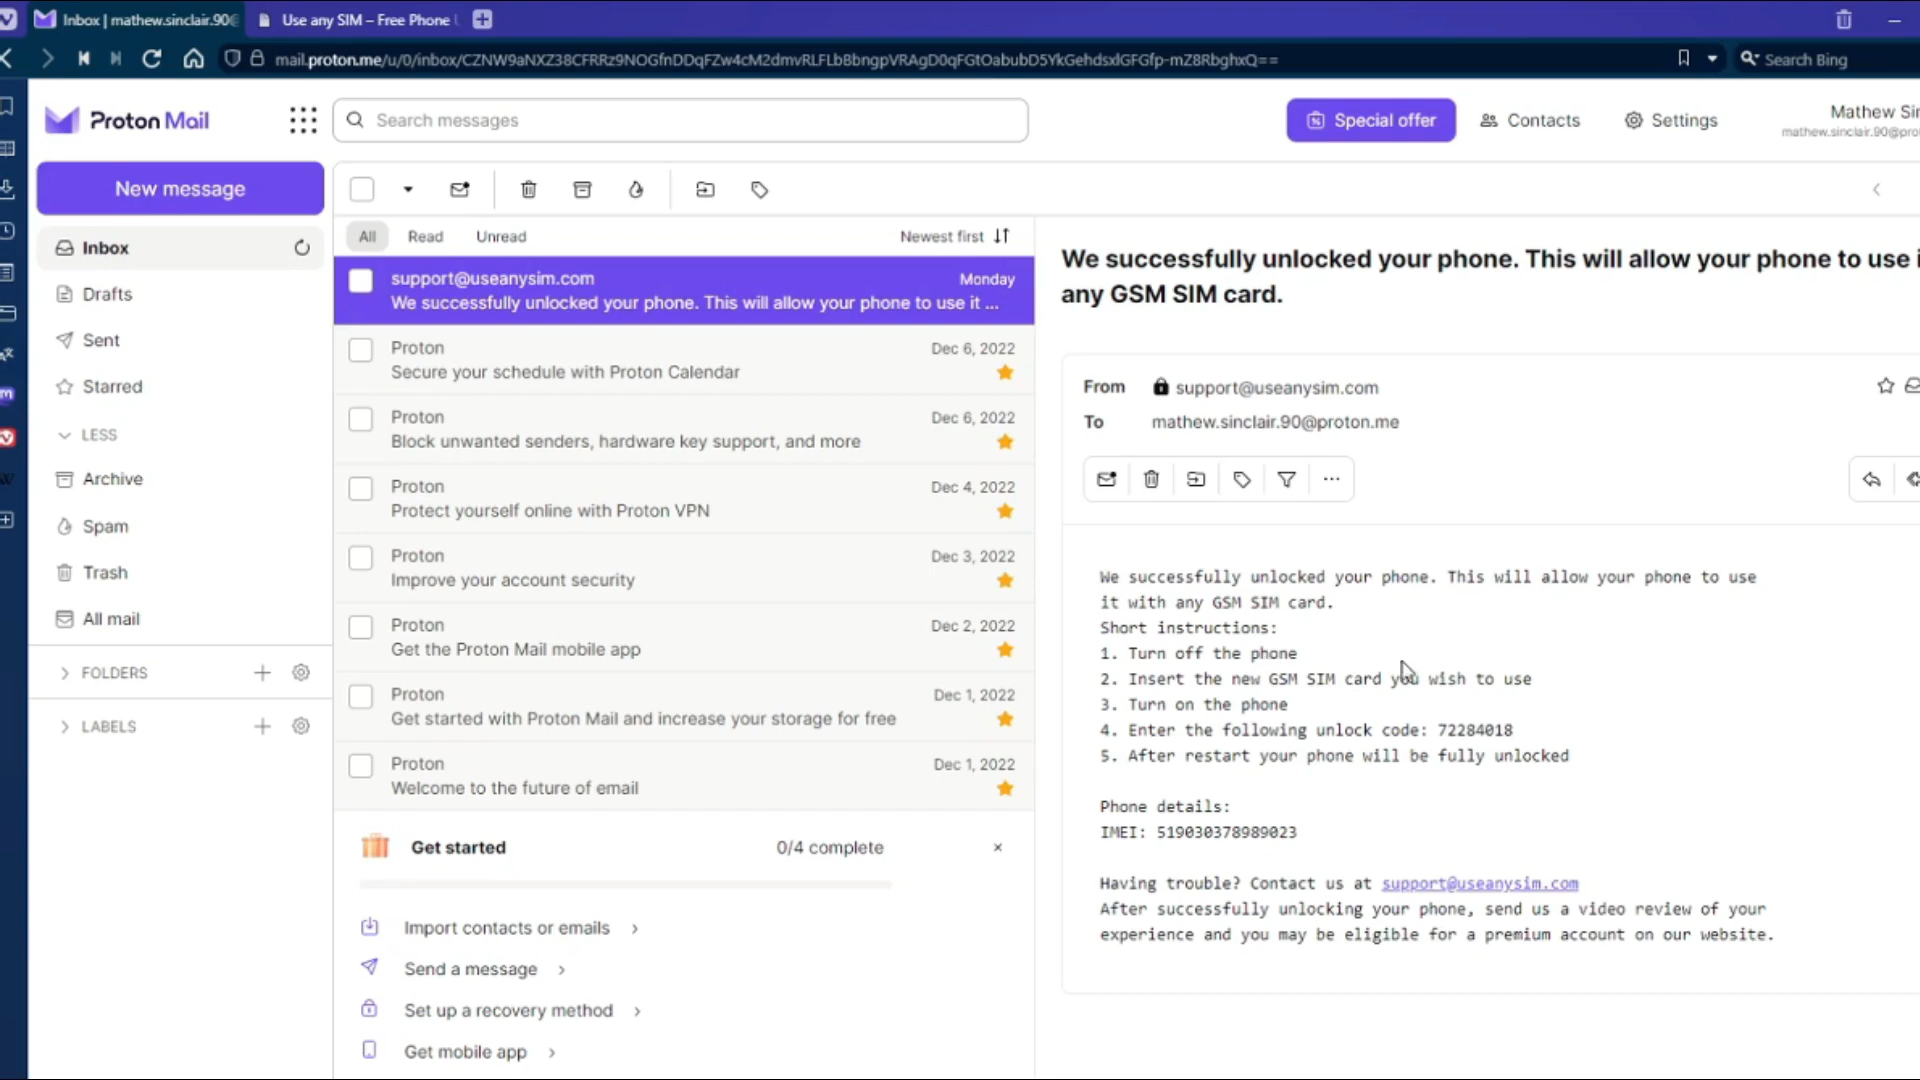 Inbox | mathew.sinclair.90@
Use any SIM – Free Phone
mail.proton.me/u/0/inbox/CZNW9aNXZ38CFRRz9NOGfnDDqFZw4cM2dmvRLFLbBbngpVRAgD0qFGtOabubD5YkGehdsxlGFGfp-mZ8RbghxQ==
Search Bing
Proton Mail
Search messages
Special offer
Contacts
Settings
Mathew Sin
mathew.sinclair.90@pro
New message
Inbox
Drafts
Sent
Starred
LESS
Archive
Spam
Trash
All mail
FOLDERS
LABELS
All
Read
Unread
Newest first
support@useanysim.com
Monday
We successfully unlocked your phone. This will allow your phone to use it ...
Proton
Dec 6, 2022
Secure your schedule with Proton Calendar
Proton
Dec 6, 2022
Block unwanted senders, hardware key support, and more
Proton
Dec 4, 2022
Protect yourself online with Proton VPN
Proton
Dec 3, 2022
Improve your account security
Proton
Dec 2, 2022
Get the Proton Mail mobile app
Proton
Dec 1, 2022
Get started with Proton Mail and increase your storage for free
Proton
Dec 1, 2022
Welcome to the future of email
Get started
0/4 complete
Import contacts or emails
Send a message
Set up a recovery method
Get mobile app
We successfully unlocked your phone. This will allow your phone to use i
any GSM SIM card.
From
support@useanysim.com
To
mathew.sinclair.90@proton.me
We successfully unlocked your phone. This will allow your phone to use
it with any GSM SIM card.
Short instructions:
1. Turn off the phone
2. Insert the new GSM SIM card you wish to use
3. Turn on the phone
4. Enter the following unlock code: 72284018
5. After restart your phone will be fully unlocked
Phone details:
IMEI: 519030378989023
Having trouble? Contact us at support@useanysim.com
After successfully unlocking your phone, send us a video review of your
experience and you may be eligible for a premium account on our website.